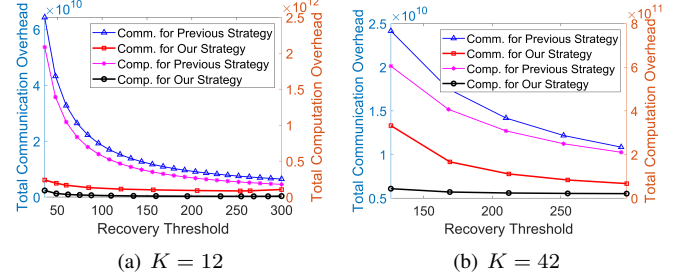 ×10^10
×10^12
Total Communication Overhead
6
4
2
0
Comm. for Previous Strategy
Comm. for Our Strategy
Comp. for Previous Strategy
Comp. for Our Strategy
2.5
2
1.5
1
0.5
0
Total Computation Overhead
50 100 150 200 250 300
Recovery Threshold
(a) K = 12
×10^10
×10^11
Total Communication Overhead
2.5
2
1.5
1
0.5
Comm. for Previous Strategy
Comm. for Our Strategy
Comp. for Previous Strategy
Comp. for Our Strategy
8
6
4
2
0
Total Computation Overhead
150 200 250
Recovery Threshold
(b) K = 42